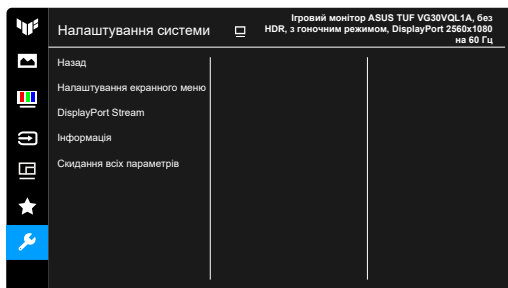 Налаштування системи
Ігровий монітор ASUS TUF VG30VQL1A, без
HDR, з гоночним режимом, DisplayPort 2560x1080
на 60 Гц
Назад
Налаштування екранного меню
DisplayPort Stream
Інформація
Скидання всіх параметрів